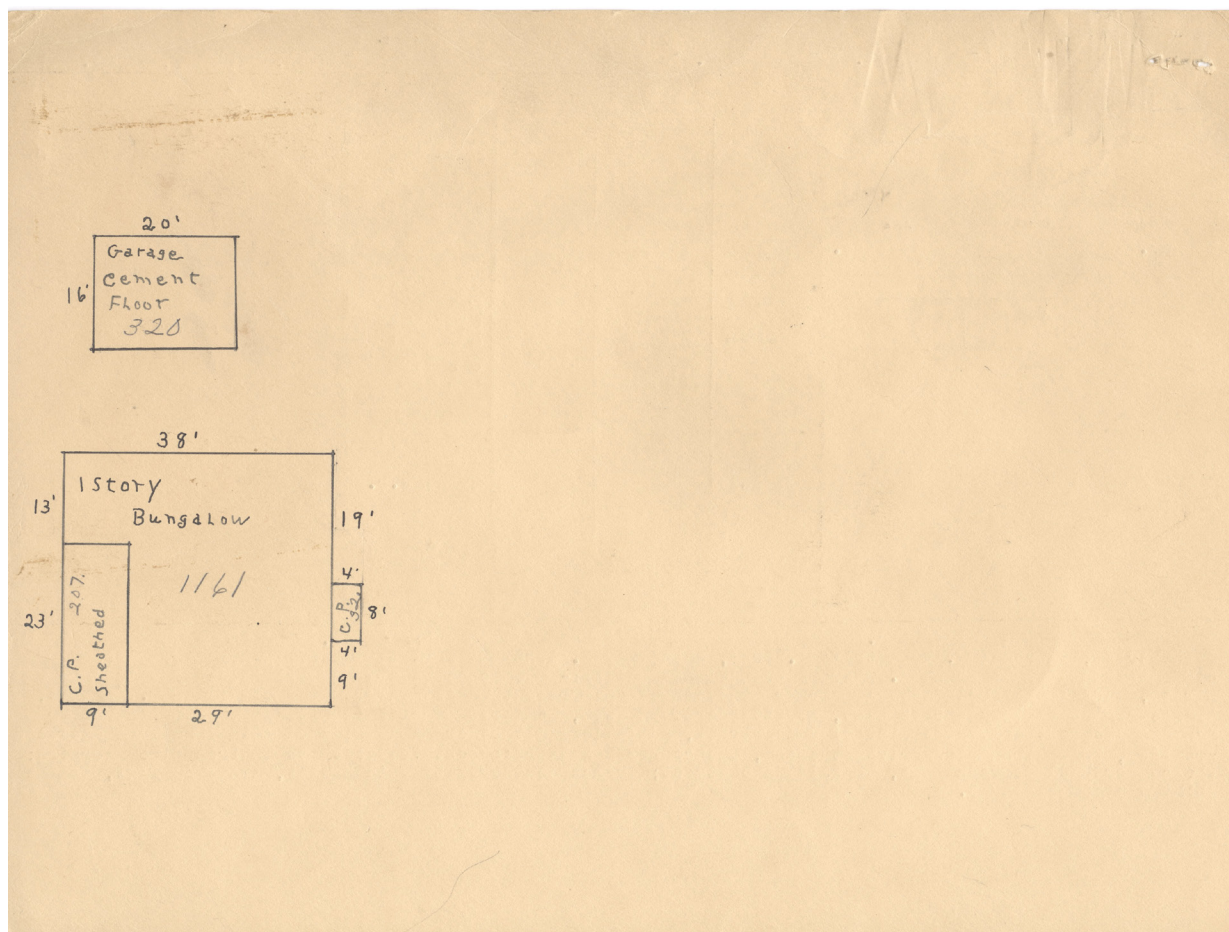 20'
Garage
16'
Cement
Floor
320
38'
1 Story
13'
Bungalow
19'
4'
1161
C.P. 207.
Sheathed
23'
C.P.
32.
8'
4'
9'
9'
29'